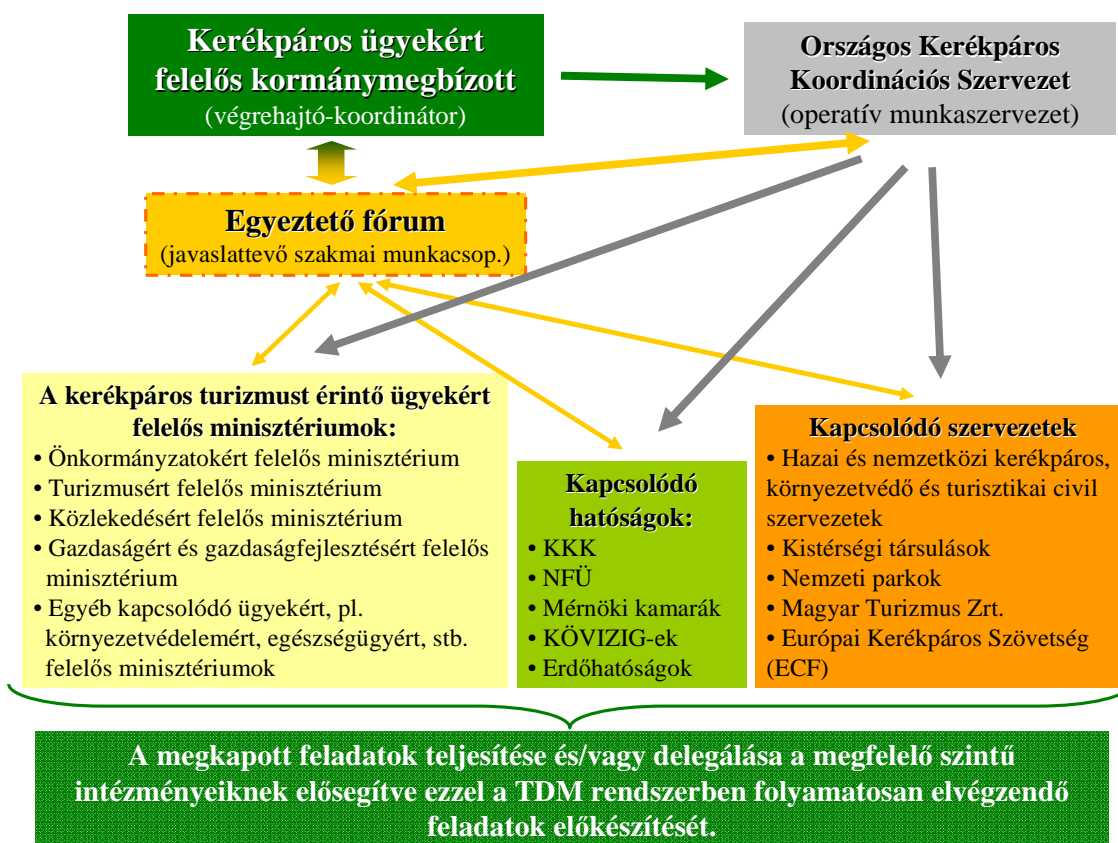 Kerékpáros ügyekért
felelős kormánymegbízott
(végrehajtó-koordinátor)
Országos Kerékpáros
Koordinációs Szervezet
(operatív munkaszervezet)
Egyeztető fórum
(javaslattevő szakmai munkacsop.)
A kerékpáros turizmust érintő ügyekért
felelős minisztériumok:
• Önkormányzatokért felelős minisztérium
• Turizmusért felelős minisztérium
• Közlekedésért felelős minisztérium
• Gazdaságért és gazdaságfejlesztésért felelős
minisztérium
• Egyéb kapcsolódó ügyekért, pl.
környezetvédelemért, egészségügyért, stb.
felelős minisztériumok
Kapcsolódó
hatóságok:
• KKK
• NFÜ
• Mérnöki kamarák
• KÖVIZIG-ek
• Erdőhatóságok
Kapcsolódó szervezetek
• Hazai és nemzetközi kerékpáros,
környezetvédő és turisztikai civil
szervezetek
• Kistérségi társulások
• Nemzeti parkok
• Magyar Turizmus Zrt.
• Európai Kerékpáros Szövetség
(ECF)
A megkapott feladatok teljesítése és/vagy delegálása a megfelelő szintű
intézményeiknek elősegítve ezzel a TDM rendszerben folyamatosan elvégzendő
feladatok előkészítését.